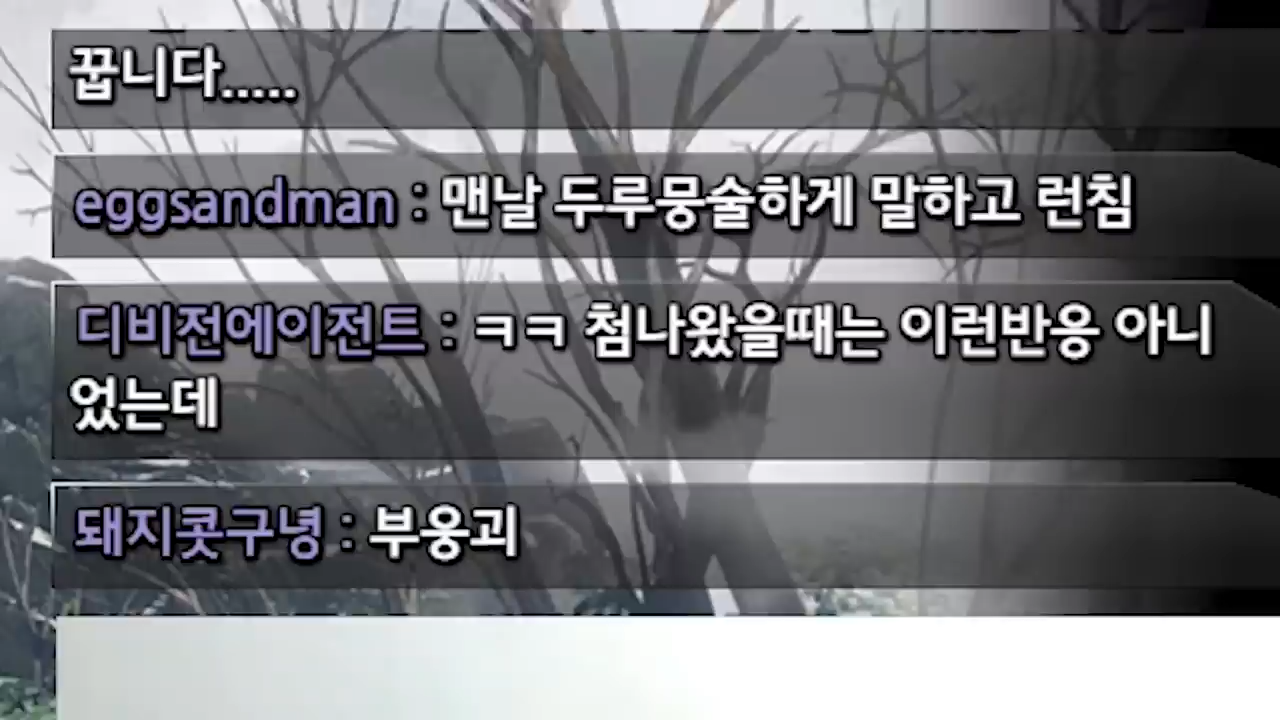 꿉니다.....
eggsandman : 맨날 두루뭉술하게 말하고 런침
디비전에이전트 : ㅋㅋ 첨나왔을때는 이런반응 아니
었는데
돼지콧구녕 : 부웅괴